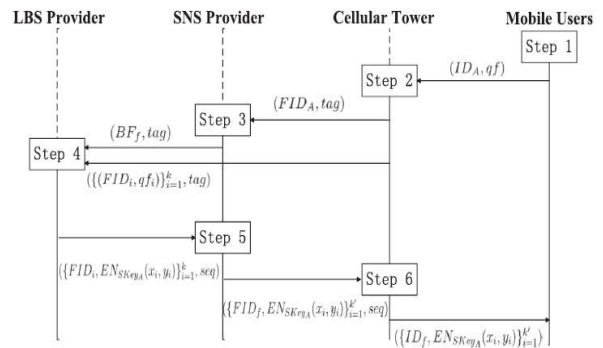 LBS Provider SNS Provider Cellular Tower Mobile Users
Step 1
(ID_A, qf)
Step 2
(FID_A, tag)
Step 3
(BF_f, tag)
Step 4
({(FID_i, qf_i)}_{i=1}^k, tag)
Step 5
({FID_i, EN_{SKey_A}(x_i, y_i)}_{i=1}^k, seq)
Step 6
({FID_f, EN_{SKey_A}(x_i, y_i)}_{i=1}^{k'}, seq)
({ID_f, EN_{SKey_A}(x_i, y_i)}_{i=1}^{k'})